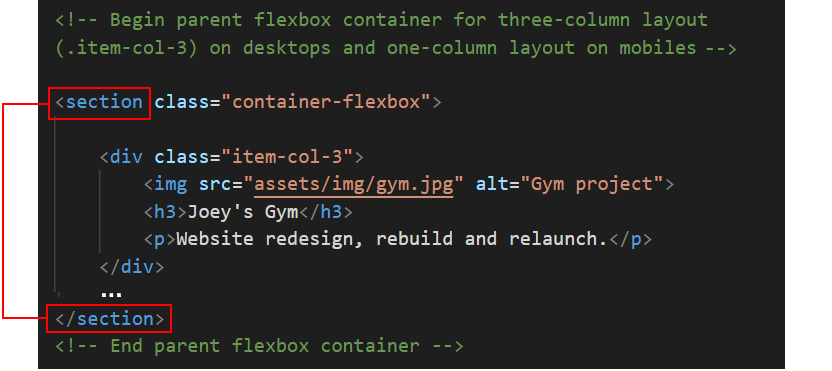 <!-- Begin parent flexbox container for three-column layout
(.item-col-3) on desktops and one-column layout on mobiles -->
<section class="container-flexbox">
<div class="item-col-3">
<img src="assets/img/gym.jpg" alt="Gym project">
<h3>Joey's Gym</h3>
<p>Website redesign, rebuild and relaunch.</p>
</div>
...
</section>
<!-- End parent flexbox container -->